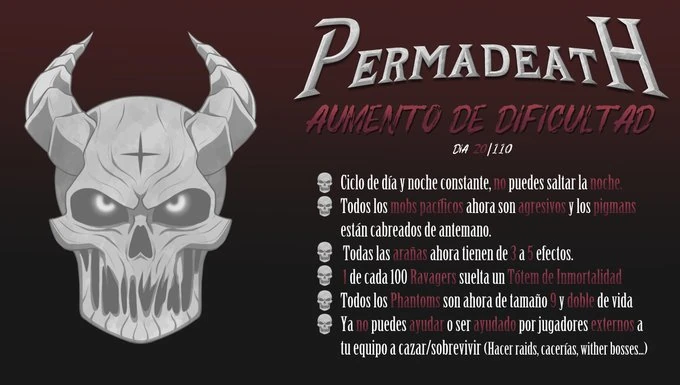 PERMADEATH
AUMENTO DE DIFICULTAD
DIA 20|110
Ciclo de día y noche constante, no puedes saltar la noche.
Todos los mobs pacíficos ahora son agresivos y los pigmans
están cabreados de antemano.
Todas las arañas ahora tienen de 3 a 5 efectos.
1 de cada 100 Ravagers suelta un Tótem de Inmortalidad
Todos los Phantoms son ahora de tamaño 9 y doble de vida
Ya no puedes ayudar o ser ayudado por jugadores externos a
tu equipo a cazar/sobrevivir (Hacer raids, cacerías, wither bosses...)